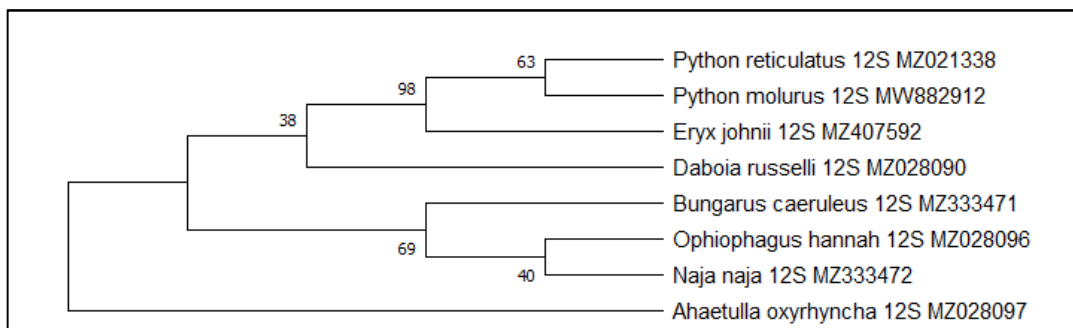 63
Python reticulatus 12S MZ021338
98
Python molurus 12S MW882912
38
Eryx johnii 12S MZ407592
Daboia russelli 12S MZ028090
Bungarus caeruleus 12S MZ333471
69
Ophiophagus hannah 12S MZ028096
40
Naja naja 12S MZ333472
Ahaetulla oxyrhyncha 12S MZ028097